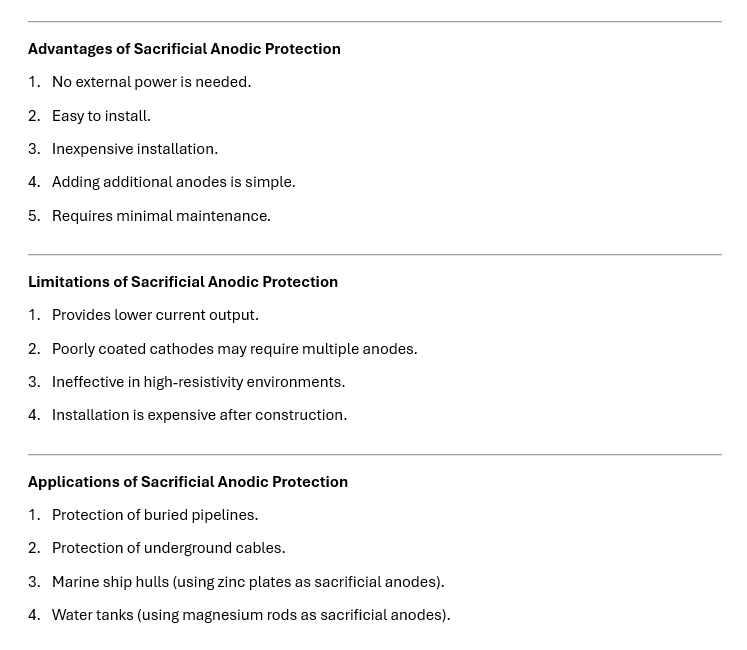 Advantages of Sacrificial Anodic Protection
1. No external power is needed.
2. Easy to install.
3. Inexpensive installation.
4. Adding additional anodes is simple.
5. Requires minimal maintenance.
Limitations of Sacrificial Anodic Protection
1. Provides lower current output.
2. Poorly coated cathodes may require multiple anodes.
3. Ineffective in high-resistivity environments.
4. Installation is expensive after construction.
Applications of Sacrificial Anodic Protection
1. Protection of buried pipelines.
2. Protection of underground cables.
3. Marine ship hulls (using zinc plates as sacrificial anodes).
4. Water tanks (using magnesium rods as sacrificial anodes).